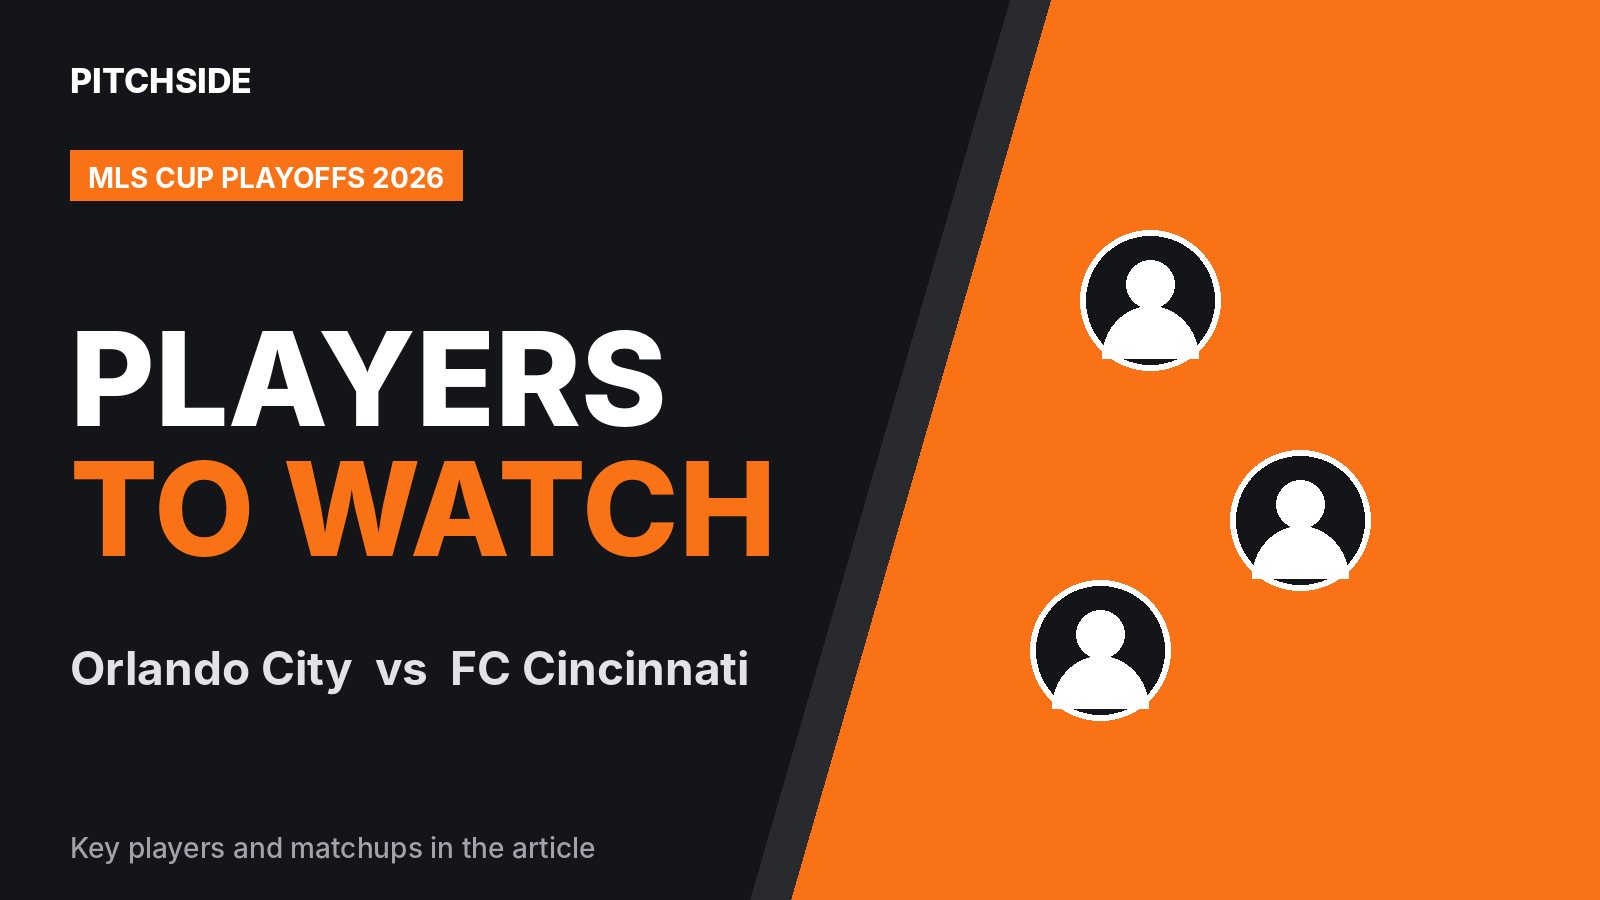 PITCHSIDE
MLS CUP PLAYOFFS 2026
PLAYERS
TO WATCH
Orlando City vs FC Cincinnati
Key players and matchups in the article